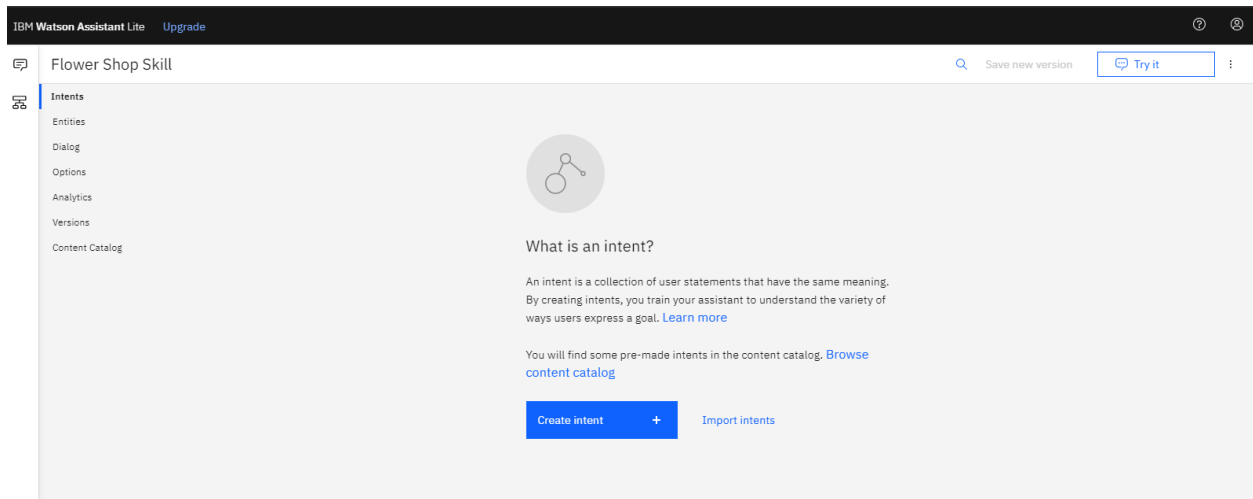 IBM Watson Assistant Lite Upgrade
Flower Shop Skill Save new version Try it
Intents
Entities
Dialog
Options
Analytics
Versions
Content Catalog
What is an intent?
An intent is a collection of user statements that have the same meaning.
By creating intents, you train your assistant to understand the variety of
ways users express a goal. Learn more
You will find some pre-made intents in the content catalog. Browse
content catalog
Create intent + Import intents